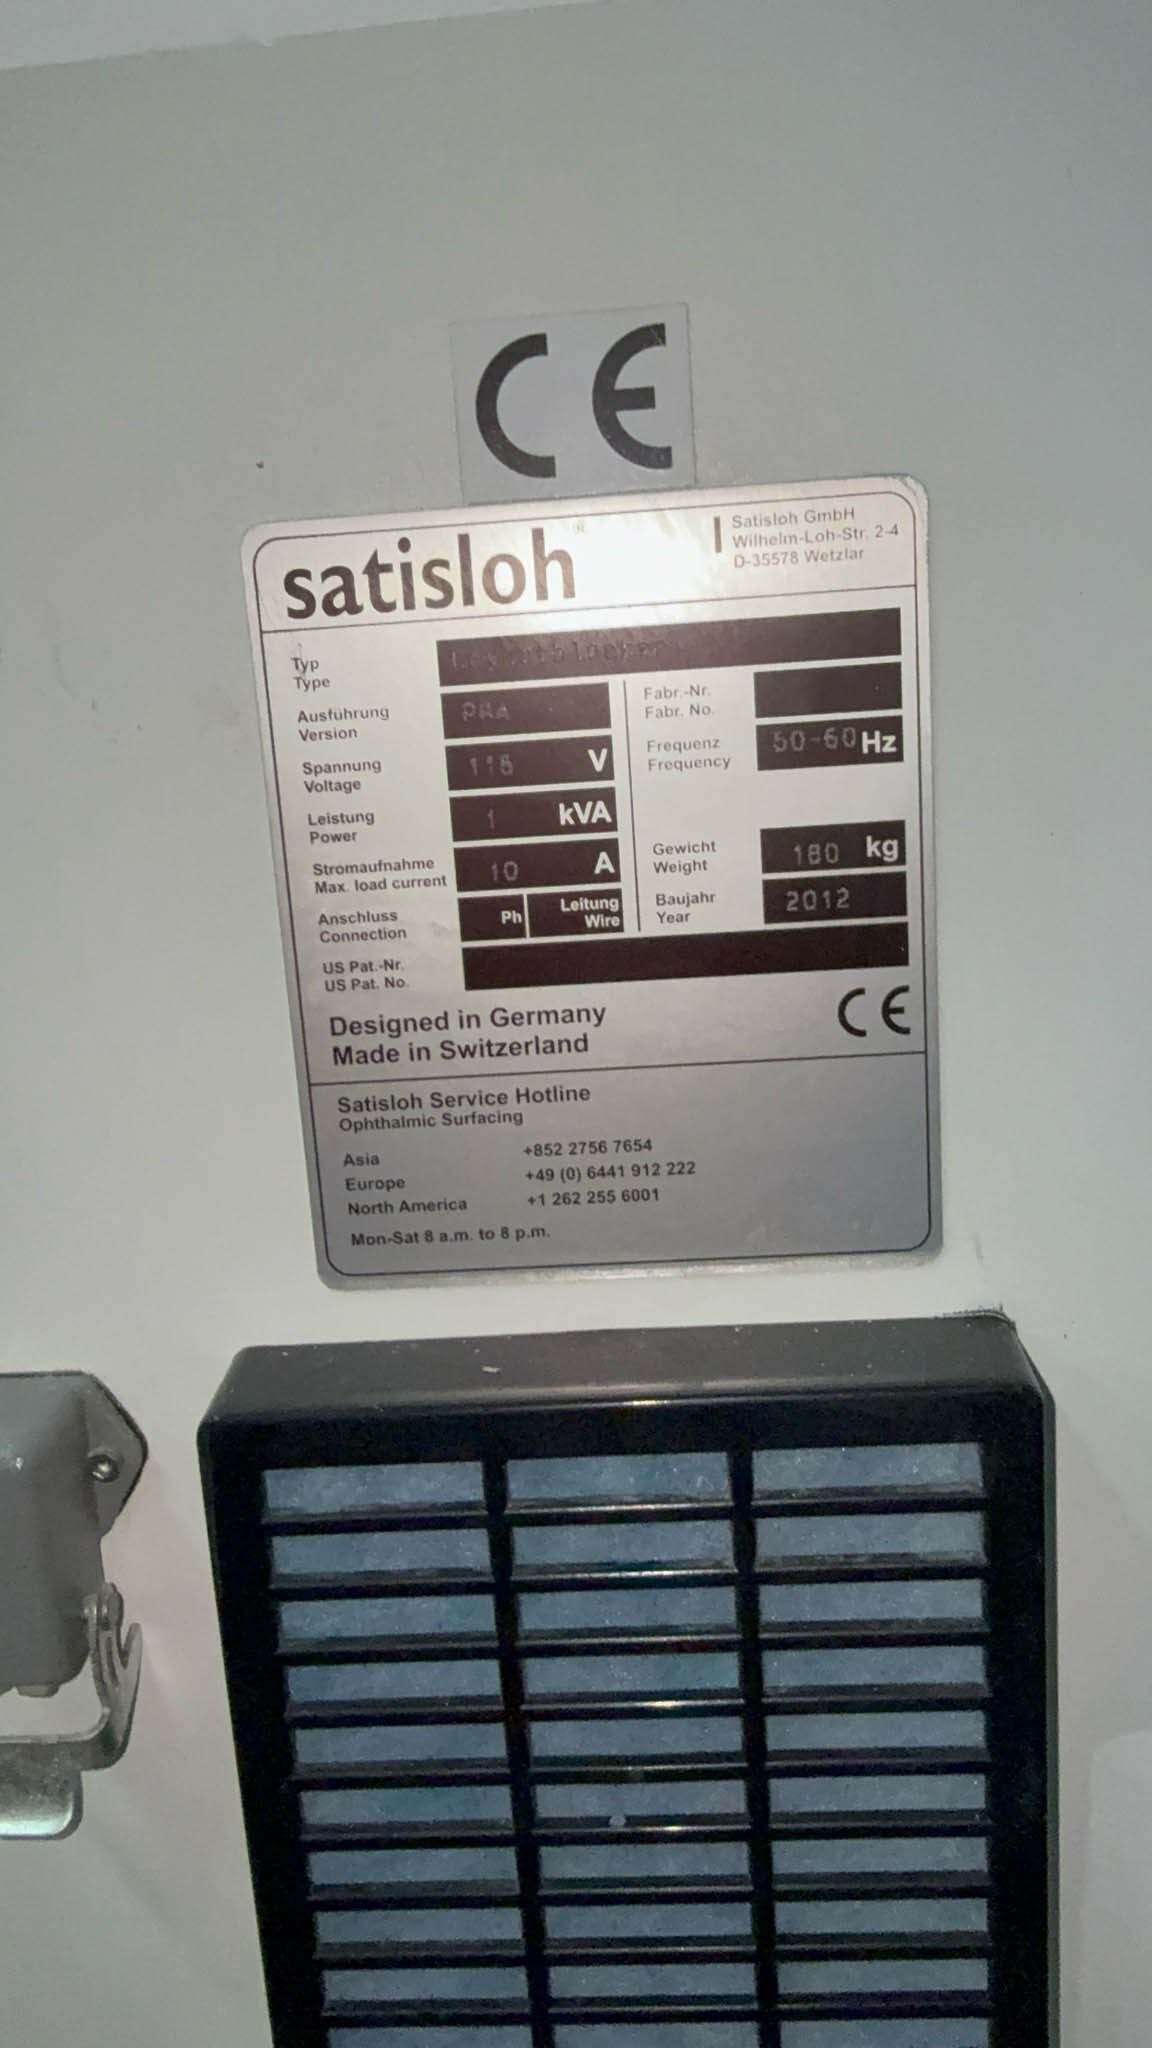 CE
satisloh®
Satisloh GmbH
Wilhelm-Loh-Str. 2-4
D-35578 Wetzlar
Typ
Type
Ausführung
Version
Spannung
Voltage
115 V
Leistung
Power
1 kVA
Stromaufnahme
Max. load current
10 A
Anschluss
Connection
Ph
Leitung
Wire
US Pat.-Nr.
US Pat. No.
Fabr.-Nr.
Fabr. No.
Frequenz
Frequency
50-60 Hz
Gewicht
Weight
180 kg
Baujahr
Year
2012
Designed in Germany
Made in Switzerland
CE
Satisloh Service Hotline
Ophthalmic Surfacing
Asia +852 2756 7654
Europe +49 (0) 6441 912 222
North America +1 262 255 6001
Mon-Sat 8 a.m. to 8 p.m.